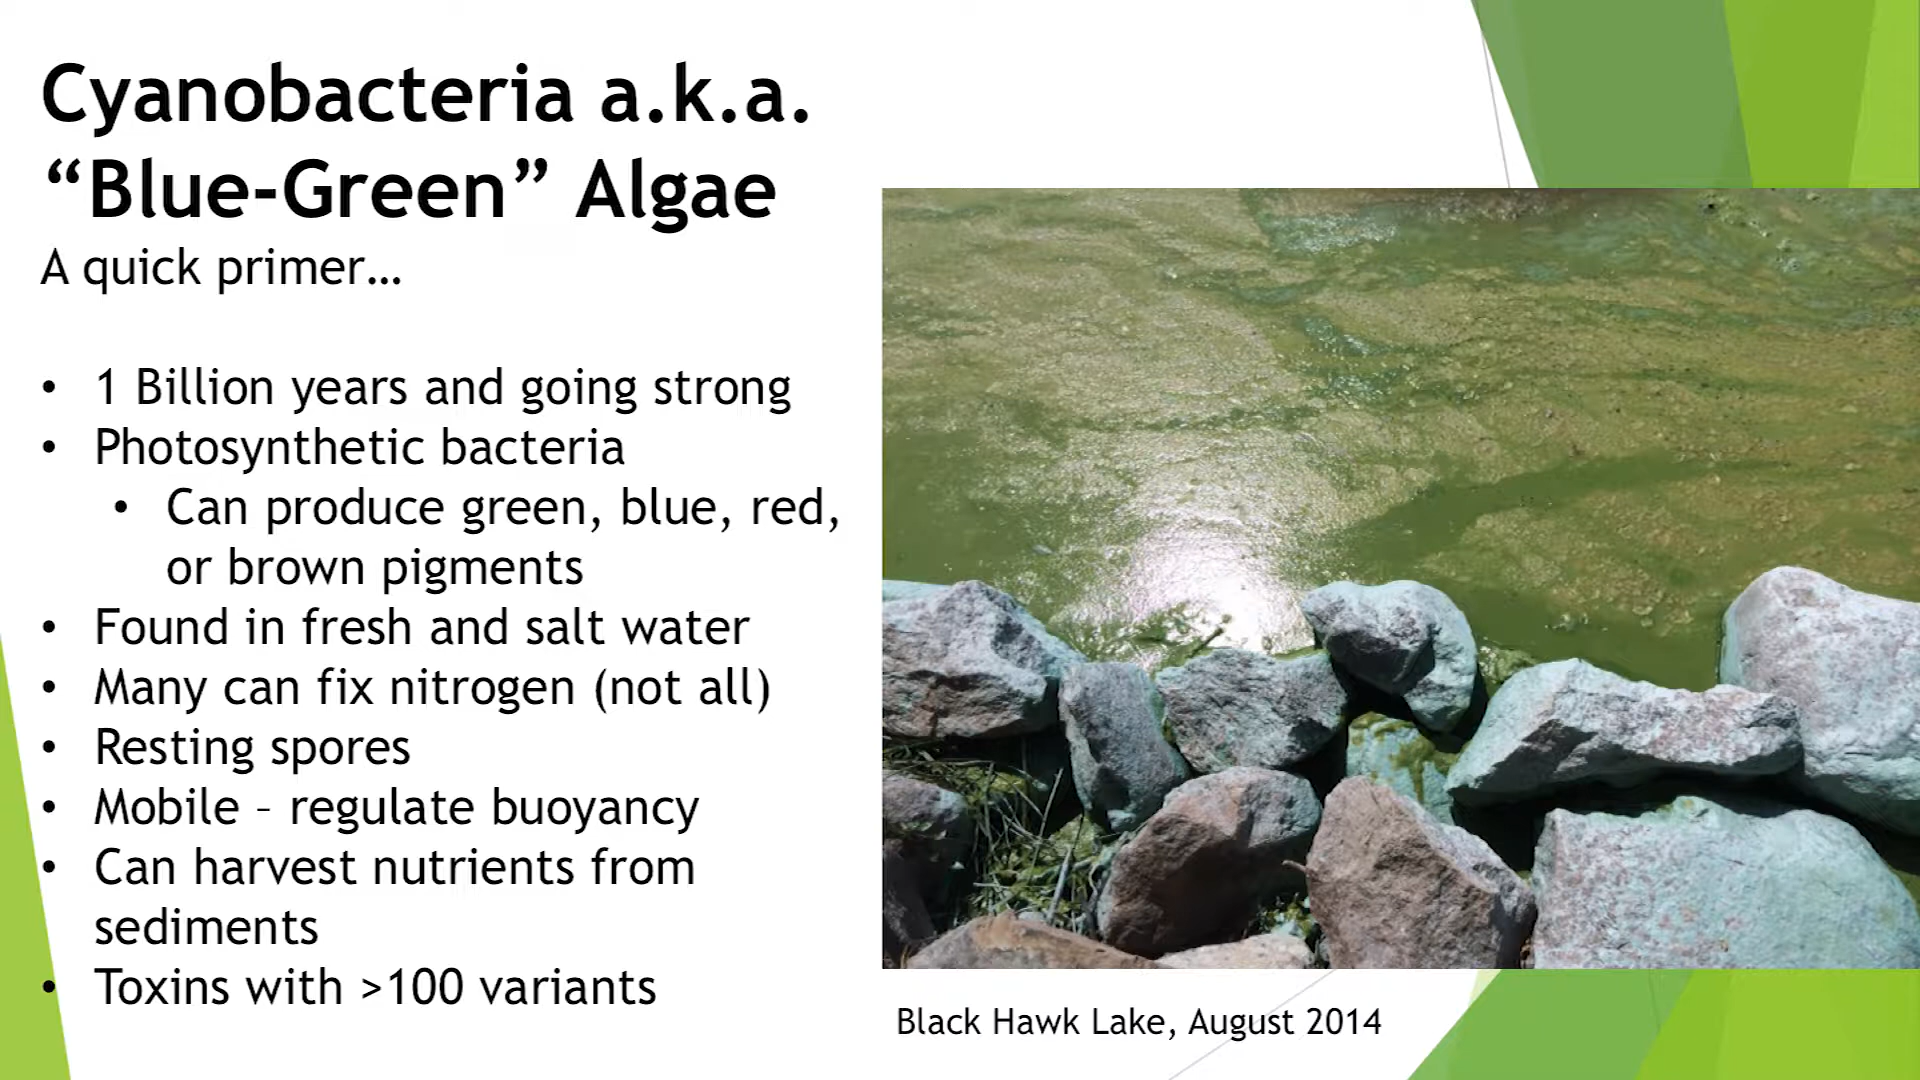 Cyanobacteria a.k.a.
“Blue-Green” Algae
A quick primer…
• 1 Billion years and going strong
• Photosynthetic bacteria
• Can produce green, blue, red,
or brown pigments
• Found in fresh and salt water
• Many can fix nitrogen (not all)
• Resting spores
• Mobile – regulate buoyancy
• Can harvest nutrients from
sediments
• Toxins with >100 variants
Black Hawk Lake, August 2014